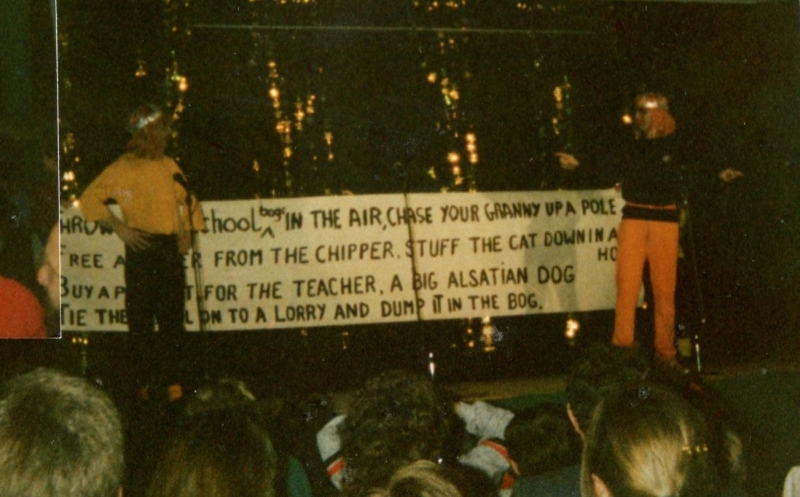 HROW chool bags IN THE AIR, CHASE YOUR GRANNY UP A POLE
FREE A ER FROM THE CHIPPER. STUFF THE CAT DOWN IN A
HO
BUY A P T FOR THE TEACHER, A BIG ALSATIAN DOG
TIE THE L ON TO A LORRY AND DUMP IT IN THE BOG.